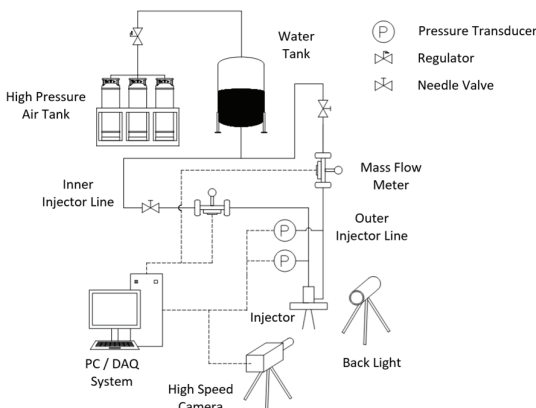 Water
Tank
P
Pressure Transducer
Regulator
Needle Valve
High Pressure
Air Tank
Mass Flow
Meter
Inner
Injector Line
Outer
Injector Line
P
P
Injector
PC / DAQ
System
Back Light
High Speed
Camera